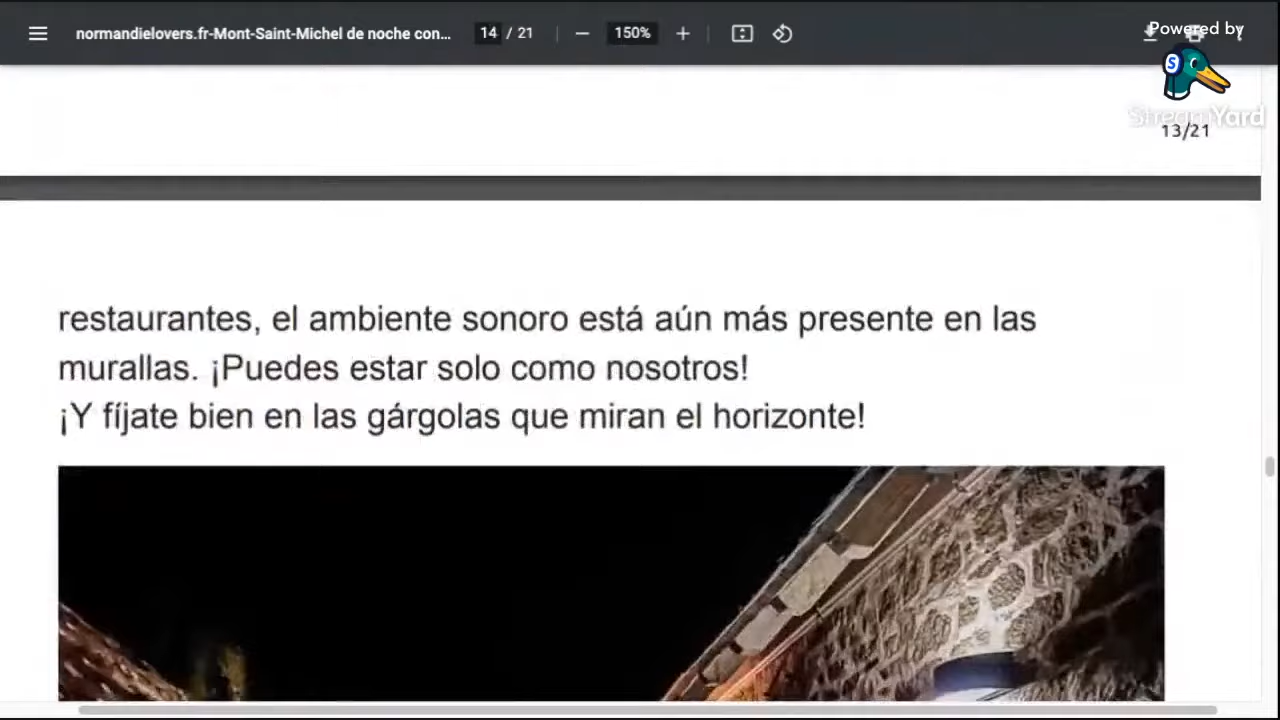 normandielovers.fr-Mont-Saint-Michel de noche con... 14 / 21 150%
Powered by
S
StreamYard
13/21
restaurantes, el ambiente sonoro está aún más presente en las
murallas. ¡Puedes estar solo como nosotros!
¡Y fíjate bien en las gárgolas que miran el horizonte!